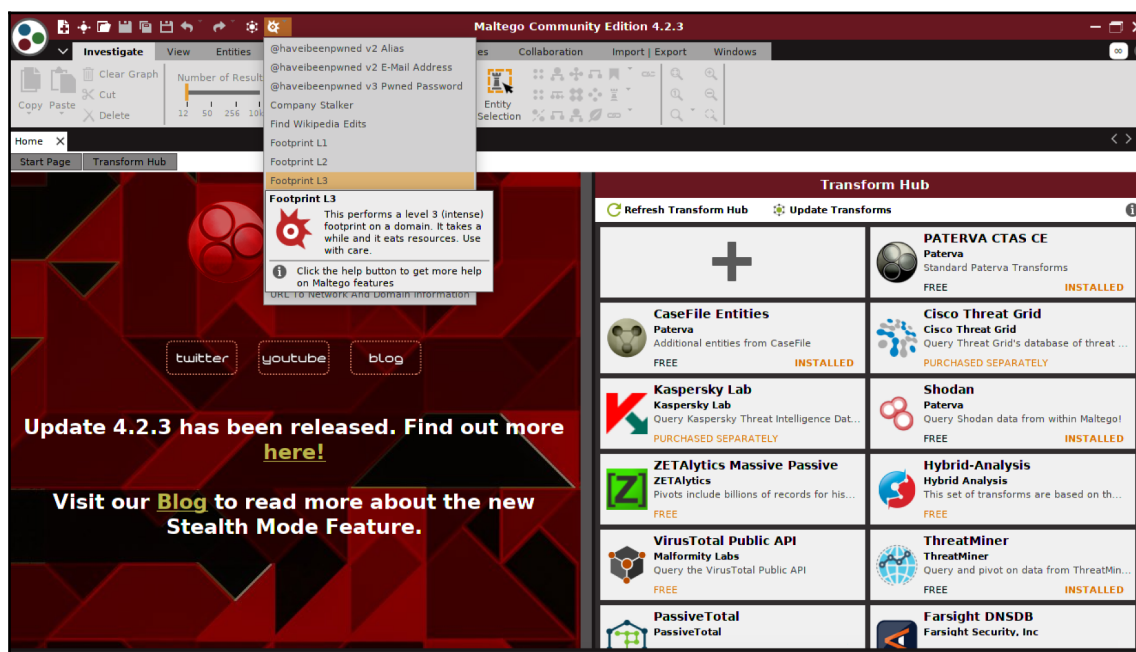 Maltego Community Edition 4.2.3
Investigate View Entities Collaboration Import | Export Windows
Clear Graph
Cut
Delete
Copy Paste
Number of Result
12 50 256 10k
Entity
Selection
@haveibeenpwned v2 Alias
@haveibeenpwned v2 E-Mail Address
@haveibeenpwned v3 Pwned Password
Company Stalker
Find Wikipedia Edits
Footprint L1
Footprint L2
Footprint L3
Footprint L3
This performs a level 3 (intense)
footprint on a domain. It takes a
while and it eats resources. Use
with care.
Click the help button to get more help
on Maltego features
URL To Network And Domain Information
Home
Start Page Transform Hub
twitter youtube blog
Update 4.2.3 has been released. Find out more
here!
Visit our Blog to read more about the new
Stealth Mode Feature.
Transform Hub
Refresh Transform Hub Update Transforms
PATERVA CTAS CE
Paterva
Standard Paterva Transforms
FREE INSTALLED
CaseFile Entities
Paterva
Additional entities from CaseFile
FREE INSTALLED
Cisco Threat Grid
Cisco Threat Grid
Query Threat Grid's database of threat ...
PURCHASED SEPARATELY
Kaspersky Lab
Kaspersky Lab
Query Kaspersky Threat Intelligence Dat...
PURCHASED SEPARATELY
Shodan
Paterva
Query Shodan data from within Maltego!
FREE INSTALLED
ZETAlytics Massive Passive
ZETAlytics
Pivots include billions of records for his...
FREE
Hybrid-Analysis
Hybrid Analysis
This set of transforms are based on th...
FREE
VirusTotal Public API
Malformity Labs
Query the VirusTotal Public API
FREE
ThreatMiner
ThreatMiner
Query and pivot on data from ThreatMin...
FREE INSTALLED
PassiveTotal
PassiveTotal
Farsight DNSDB
Farsight Security, Inc